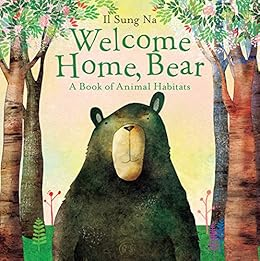 Il Sung Na
Welcome
Home, Bear
A Book of Animal Habitats